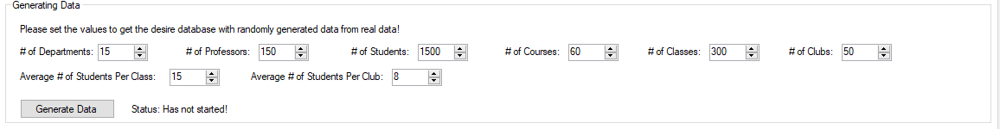 Generating Data
Please set the values to get the desire database with randomly generated data from real data!
# of Departments: 15 # of Professors: 150 # of Students: 1500 # of Courses: 60 # of Classes: 300 # of Clubs: 50
Average # of Students Per Class: 15 Average # of Students Per Club: 8
Generate Data Status: Has not started!